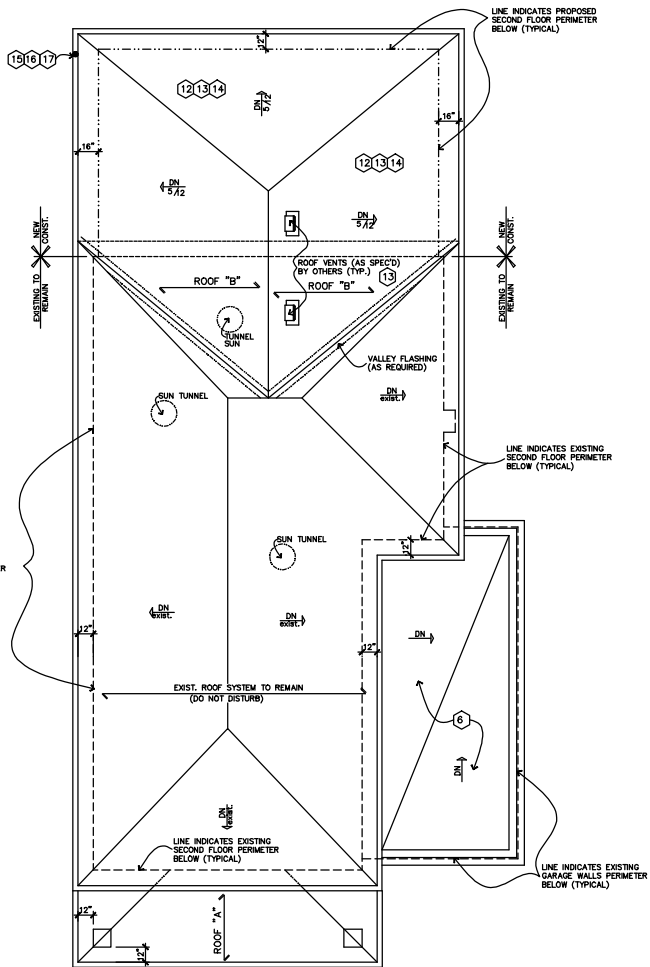 LINE INDICATES PROPOSED
SECOND FLOOR PERIMETER
BELOW (TYPICAL)
12"
15 16 17
12 13 14
DN
5/12
16"
16"
12 13 14
DN
5/12
DN
5/12
NEW
CONST.
EXISTING TO
REMAIN
NEW
CONST.
EXISTING TO
REMAIN
ROOF VENTS (AS SPEC'D)
BY OTHERS (TYP.)
13
ROOF "B"
ROOF "B"
TUNNEL
SUN
VALLEY FLASHING
(AS REQUIRED)
SUN TUNNEL
DN
exist.
LINE INDICATES EXISTING
SECOND FLOOR PERIMETER
BELOW (TYPICAL)
SUN TUNNEL
12"
ER
DN
exist.
DN
exist.
DN
12"
12"
EXIST. ROOF SYSTEM TO REMAIN
(DO NOT DISTURB)
6
DN
DN
exist.
LINE INDICATES EXISTING
SECOND FLOOR PERIMETER
BELOW (TYPICAL)
LINE INDICATES EXISTING
GARAGE WALLS PERIMETER
BELOW (TYPICAL)
12"
ROOF "A"
12"